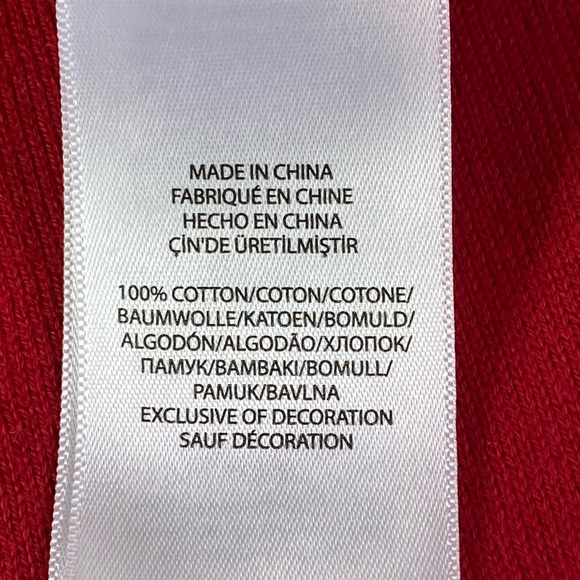 MADE IN CHINA
FABRIQUÉ EN CHINE
HECHO EN CHINA
ÇİN'DE ÜRETİLMİŞTİR
100% COTTON/COTON/COTONE/
BAUMWOLLE/KATOEN/BOMULD/
ALGODÓN/ALGODÃO/ХЛОПОК/
ПАМУК/ΒΑΜΒΑΚΙ/BOMULL/
PAMUK/BAVLNA
EXCLUSIVE OF DECORATION
SAUF DÉCORATION